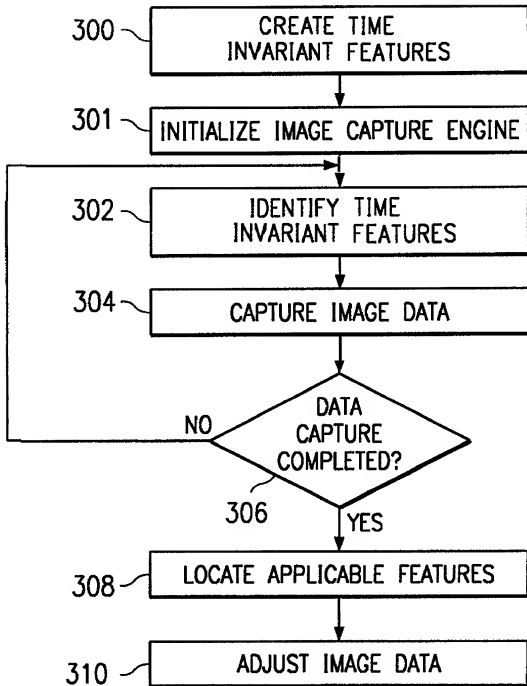 300
CREATE TIME
INVARIANT FEATURES
301
INITIALIZE IMAGE CAPTURE ENGINE
302
IDENTIFY TIME
INVARIANT FEATURES
304
CAPTURE IMAGE DATA
NO
DATA
CAPTURE
COMPLETED?
306
YES
308
LOCATE APPLICABLE FEATURES
310
ADJUST IMAGE DATA